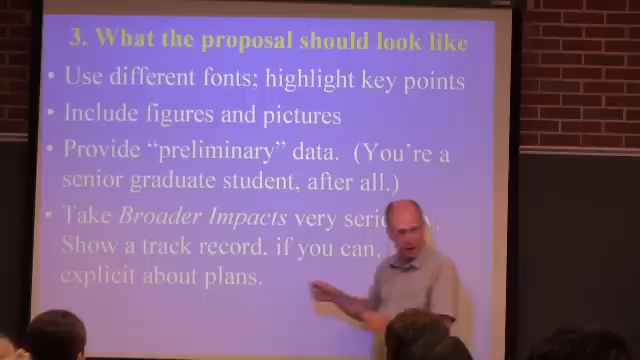 3. What the proposal should look like
• Use different fonts; highlight key points
• Include figures and pictures
• Provide “preliminary” data. (You’re a
senior graduate student, after all.)
• Take Broader Impacts very
Show a track record, if you can.
explicit about plans.